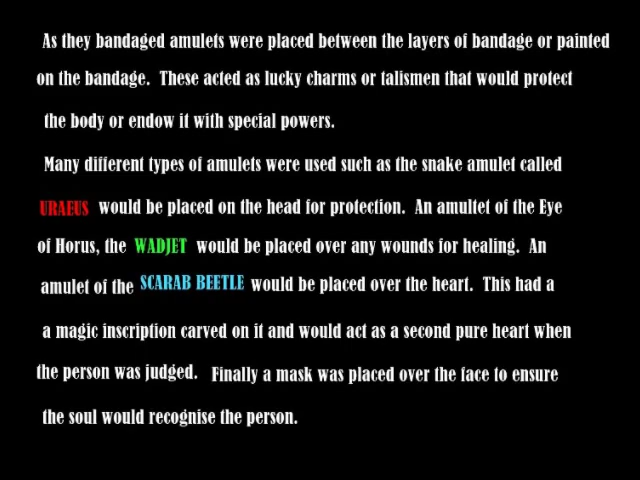 As they bandaged amulets were placed between the layers of bandage or painted
on the bandage. These acted as lucky charms or talismen that would protect
the body or endow it with special powers.
Many different types of amulets were used such as the snake amulet called
URAEUS would be placed on the head for protection. An amultet of the Eye
of Horus, the WADJET would be placed over any wounds for healing. An
amulet of the SCARAB BEETLE would be placed over the heart. This had a
a magic inscription carved on it and would act as a second pure heart when
the person was judged. Finally a mask was placed over the face to ensure
the soul would recognise the person.